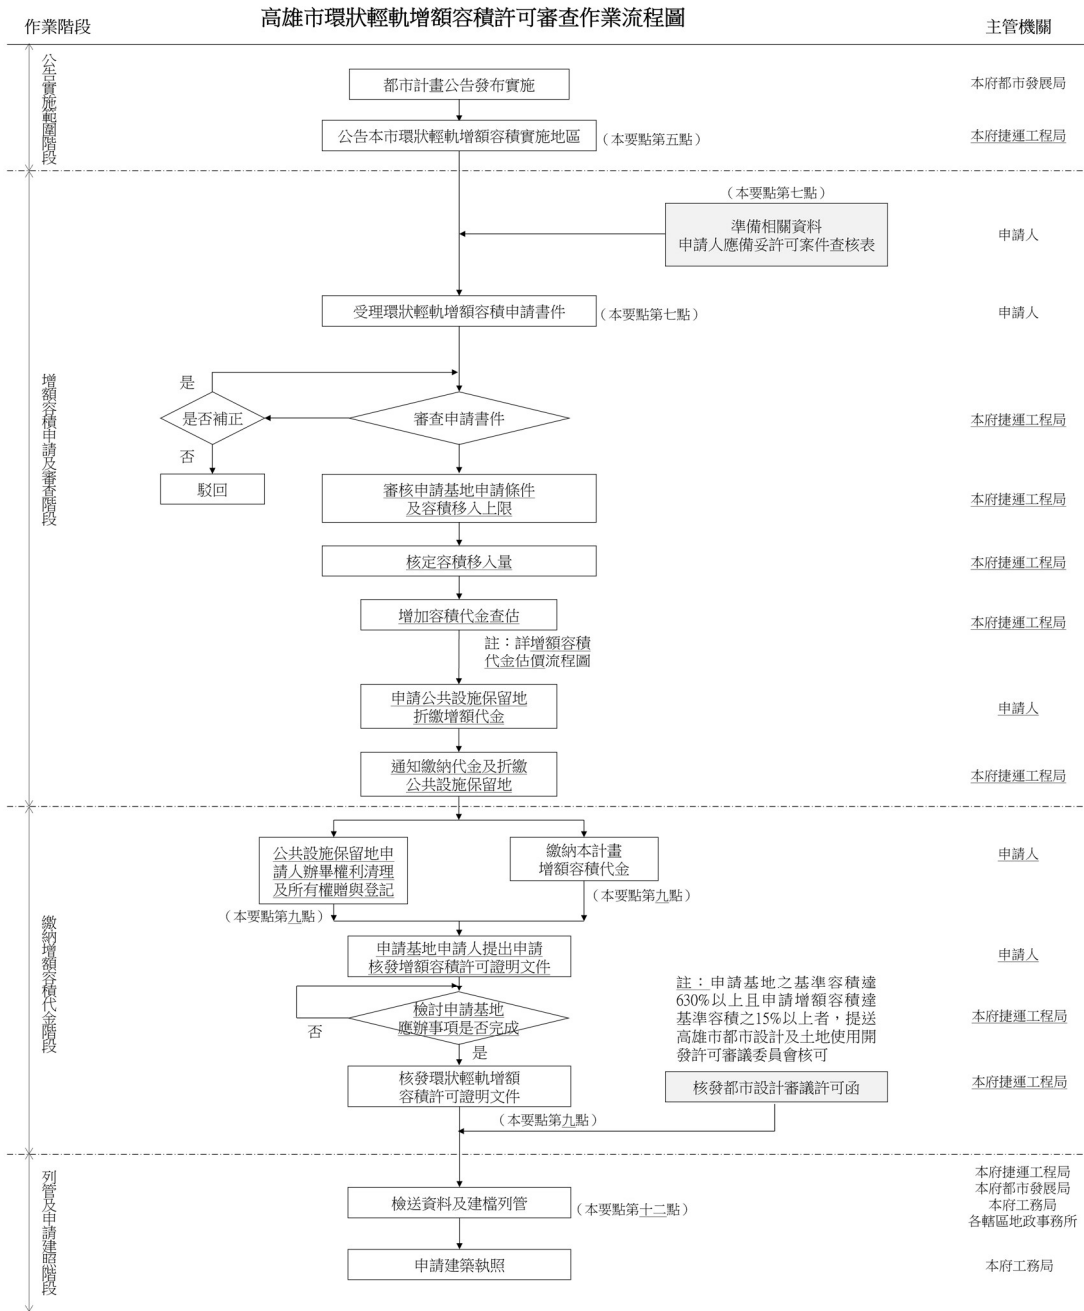 高雄市環狀輕軌增額容積許可審查作業流程圖
作業階段
主管機關
公告實施範圍階段
都市計畫公告發布實施
本府都市發展局
公告本市環狀輕軌增額容積實施地區
（本要點第五點）
本府捷運工程局
增額容積申請及審查階段
（本要點第七點）
準備相關資料
申請人應備妥許可案件查核表
申請人
受理環狀輕軌增額容積申請書件
（本要點第七點）
申請人
是
是否補正
審查申請書件
本府捷運工程局
否
駁回
審核申請基地申請條件
及容積移入上限
本府捷運工程局
核定容積移入量
本府捷運工程局
增加容積代金查估
本府捷運工程局
註：詳增額容積
代金估價流程圖
申請公共設施保留地
折繳增額代金
申請人
通知繳納代金及折繳
公共設施保留地
本府捷運工程局
繳納增額容積代金階段
公共設施保留地申
請人辦畢權利清理
及所有權贈與登記
（本要點第九點）
繳納本計畫
增額容積代金
（本要點第九點）
申請人
申請基地申請人提出申請
核發增額容積許可證明文件
申請人
註：申請基地之基準容積達
630%以上且申請增額容積達
基準容積之15%以上者，提送
高雄市都市設計及土地使用開
發許可審議委員會核可
檢討申請基地
應辦事項是否完成
否
是
本府捷運工程局
核發環狀輕軌增額
容積許可證明文件
核發都市設計審議許可函
本府捷運工程局
（本要點第九點）
列管及申請建照階段
檢送資料及建檔列管
（本要點第十二點）
本府捷運工程局
本府都市發展局
本府工務局
各轄區地政事務所
申請建築執照
本府工務局